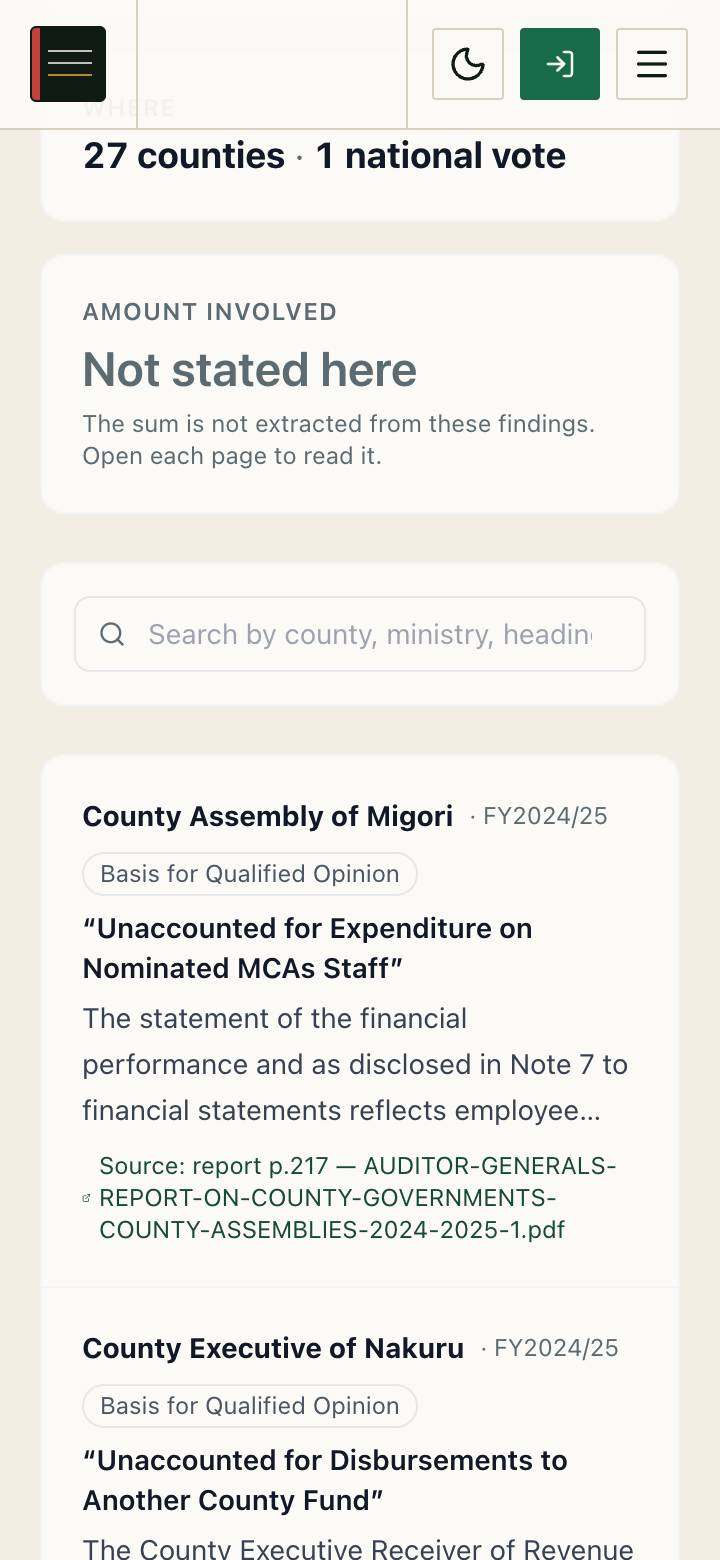 WHERE
27 counties · 1 national vote
AMOUNT INVOLVED
Not stated here
The sum is not extracted from these findings.
Open each page to read it.
Search by county, ministry, headin
County Assembly of Migori · FY2024/25
Basis for Qualified Opinion
“Unaccounted for Expenditure on
Nominated MCAs Staff”
The statement of the financial
performance and as disclosed in Note 7 to
financial statements reflects employee...
Source: report p.217 — AUDITOR-GENERALS-
REPORT-ON-COUNTY-GOVERNMENTS-
COUNTY-ASSEMBLIES-2024-2025-1.pdf
County Executive of Nakuru · FY2024/25
Basis for Qualified Opinion
“Unaccounted for Disbursements to
Another County Fund”
The County Executive Receiver of Revenue